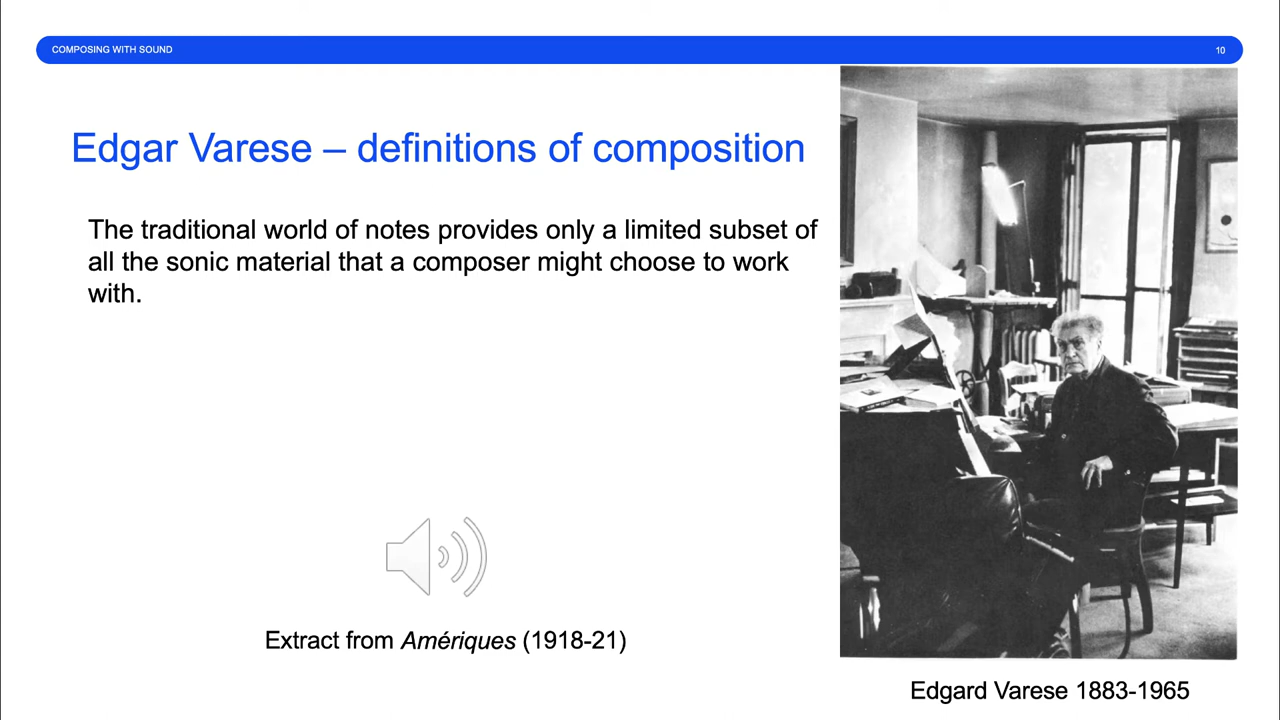 COMPOSING WITH SOUND
10
Edgar Varese – definitions of composition
The traditional world of notes provides only a limited subset of
all the sonic material that a composer might choose to work
with.
Extract from Amériques (1918-21)
Edgard Varese 1883-1965